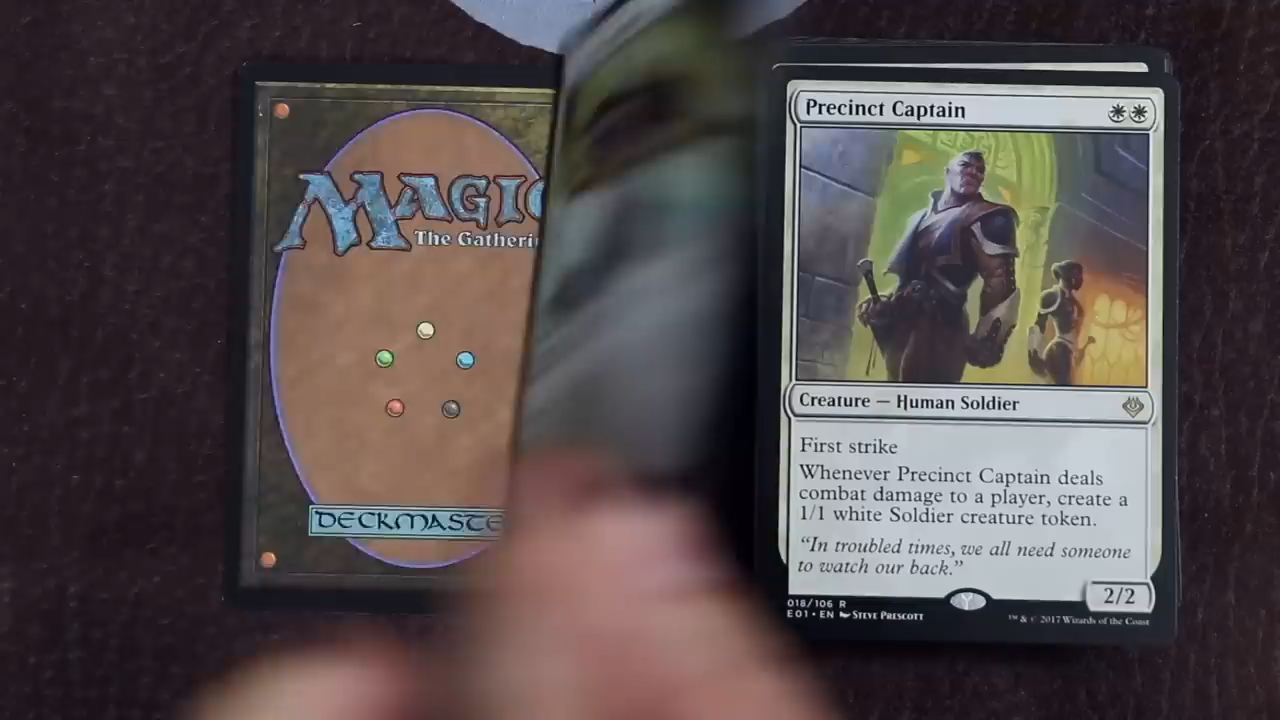 MAGIC
The Gatheri
DECKMASTE
Precinct Captain
Creature — Human Soldier
First strike
Whenever Precinct Captain deals
combat damage to a player, create a
1/1 white Soldier creature token.
“In troubled times, we all need someone
to watch our back.”
2/2
018/106 R
E01 • EN STEVE PRESCOTT
™ & © 2017 Wizards of the Coast